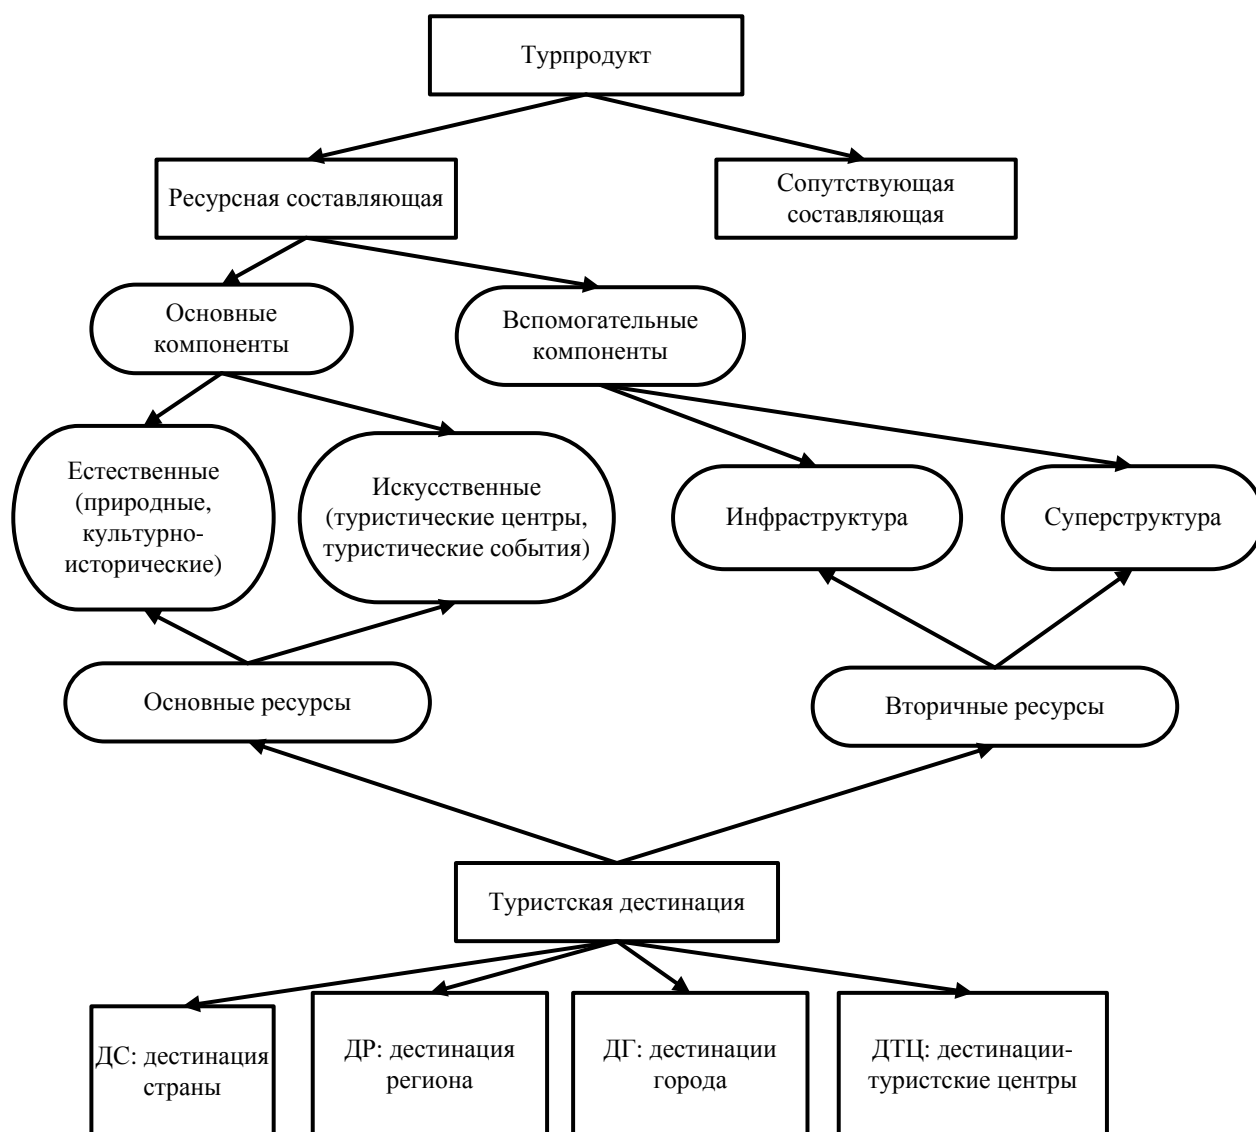 Турпродукт
Ресурсная составляющая
Сопутствующая
составляющая
Основные
компоненты
Вспомогательные
компоненты
Естественные
(природные,
культурно-
исторические)
Искусственные
(туристические центры,
туристические события)
Инфраструктура
Суперструктура
Основные ресурсы
Вторичные ресурсы
Туристская дестинация
ДС: дестинация
страны
ДР: дестинация
региона
ДГ: дестинации
города
ДТЦ: дестинации-
туристские центры